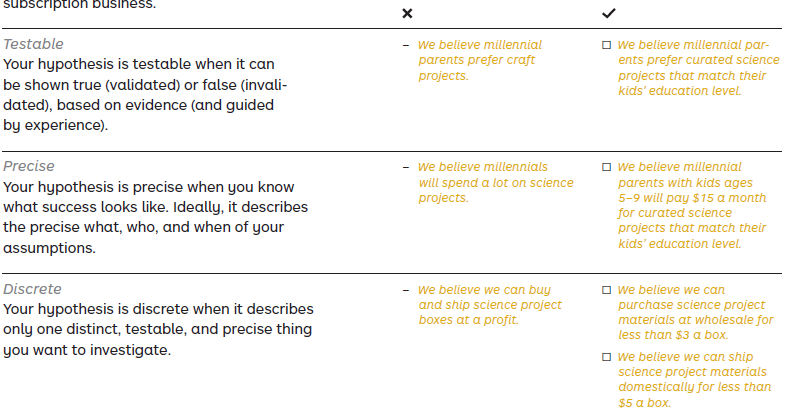 subscription business.
✗ ✓
Testable
Your hypothesis is testable when it can
be shown true (validated) or false (invali-
dated), based on evidence (and guided
by experience).
– We believe millennial
parents prefer craft
projects.
☐ We believe millennial par-
ents prefer curated science
projects that match their
kids' education level.
Precise
Your hypothesis is precise when you know
what success looks like. Ideally, it describes
the precise what, who, and when of your
assumptions.
– We believe millennials
will spend a lot on science
projects.
☐ We believe millennial
parents with kids ages
5–9 will pay $15 a month
for curated science
projects that match their
kids' education level.
Discrete
Your hypothesis is discrete when it describes
only one distinct, testable, and precise thing
you want to investigate.
– We believe we can buy
and ship science project
boxes at a profit.
☐ We believe we can
purchase science project
materials at wholesale for
less than $3 a box.
☐ We believe we can ship
science project materials
domestically for less than
$5 a box.